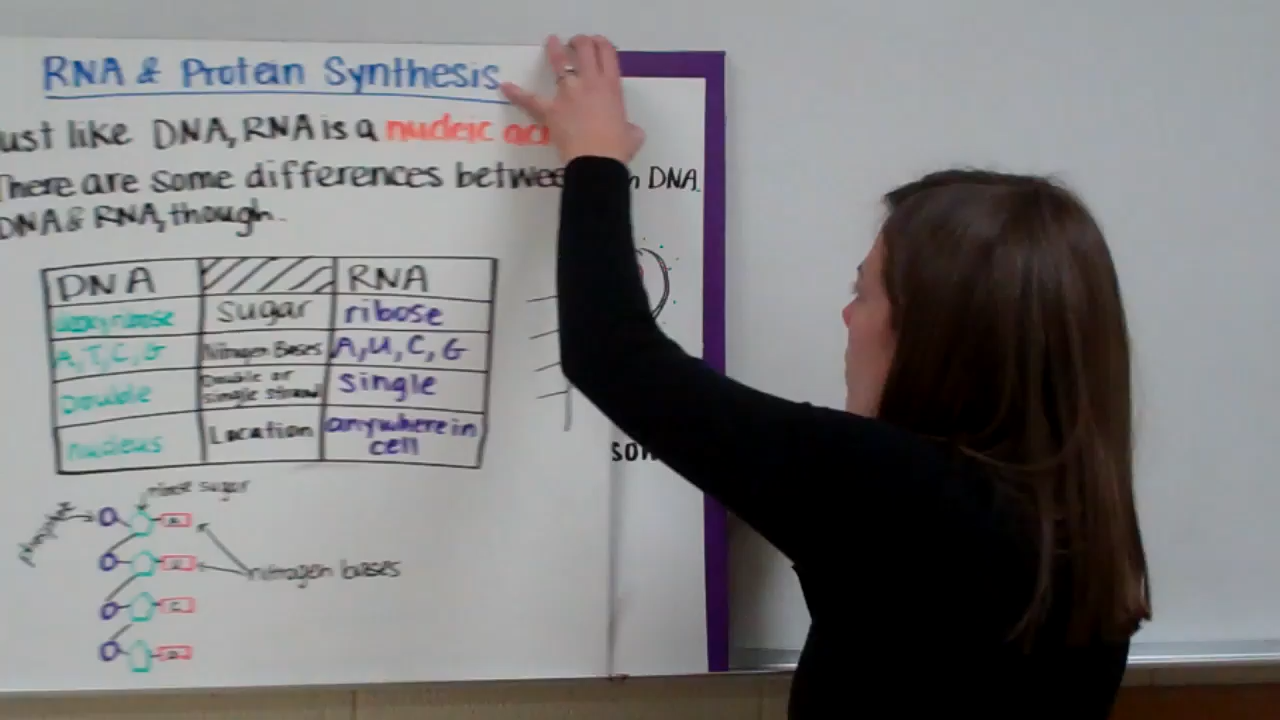 RNA & Protein Synthesis
ust like DNA, RNA is a nucleic ac
There are some differences betwee
DNA & RNA, though.
n DNA.
DNA RNA
deoxyribose sugar ribose
A, T, C, G Nitrogen Bases A, U, C, G
Double Double or single strand single
nucleus Location anywhere in cell
ribose sugar
phosphate
A
nitrogen bases
U
C
G
son